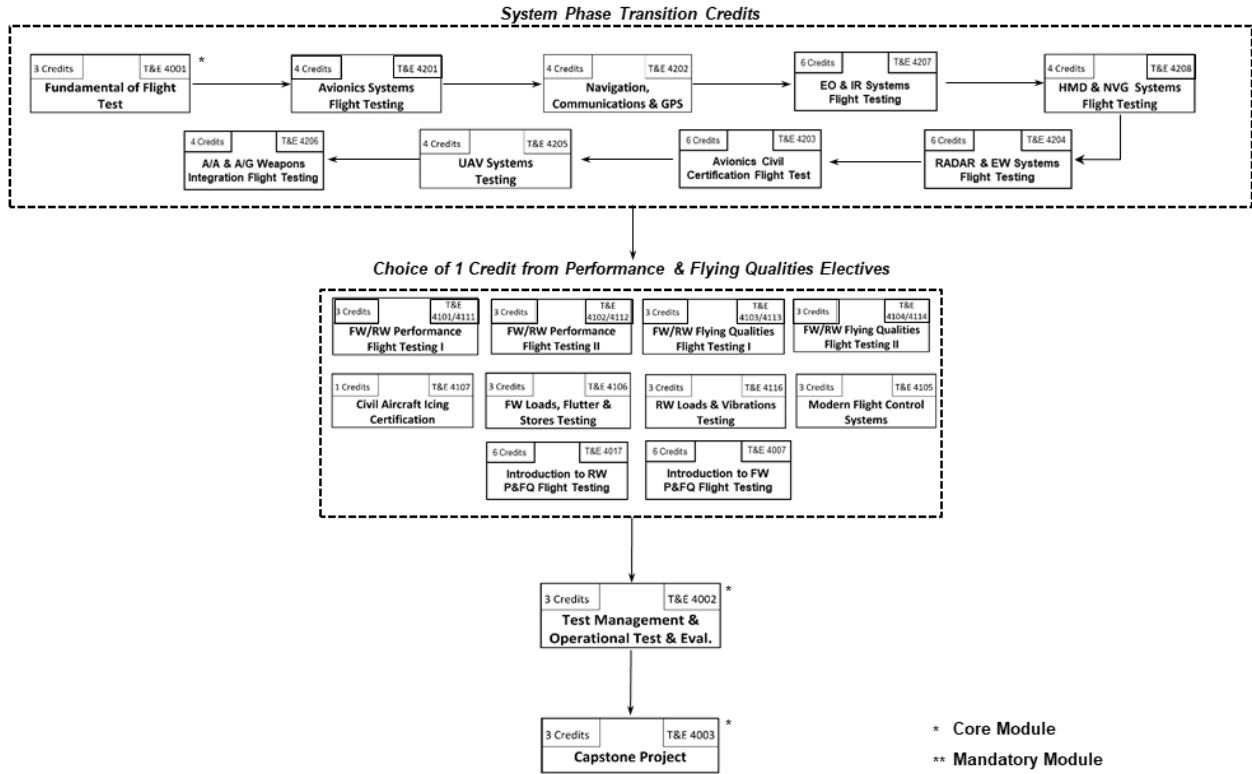 System Phase Transition Credits
3 Credits
T&E 4001
*
Fundamental of Flight
Test
4 Credits
T&E 4201
Avionics Systems
Flight Testing
4 Credits
T&E 4202
Navigation,
Communications & GPS
6 Credits
T&E 4207
EO & IR Systems
Flight Testing
4 Credits
T&E 4208
HMD & NVG Systems
Flight Testing
4 Credits
T&E 4206
A/A & A/G Weapons
Integration Flight Testing
4 Credits
T&E 4205
UAV Systems
Testing
6 Credits
T&E 4203
Avionics Civil
Certification Flight Test
6 Credits
T&E 4204
RADAR & EW Systems
Flight Testing
Choice of 1 Credit from Performance & Flying Qualities Electives
3 Credits
T&E
4101/4111
FW/RW Performance
Flight Testing I
3 Credits
T&E
4102/4112
FW/RW Performance
Flight Testing II
3 Credits
T&E
4103/4113
FW/RW Flying Qualities
Flight Testing I
3 Credits
T&E
4104/4114
FW/RW Flying Qualities
Flight Testing II
1 Credits
T&E 4107
Civil Aircraft Icing
Certification
3 Credits
T&E 4106
FW Loads, Flutter &
Stores Testing
3 Credits
T&E 4116
RW Loads & Vibrations
Testing
3 Credits
T&E 4105
Modern Flight Control
Systems
6 Credits
T&E 4017
Introduction to RW
P&FQ Flight Testing
6 Credits
T&E 4007
Introduction to FW
P&FQ Flight Testing
3 Credits
T&E 4002
*
Test Management &
Operational Test & Eval.
3 Credits
T&E 4003
*
Capstone Project
* Core Module
** Mandatory Module